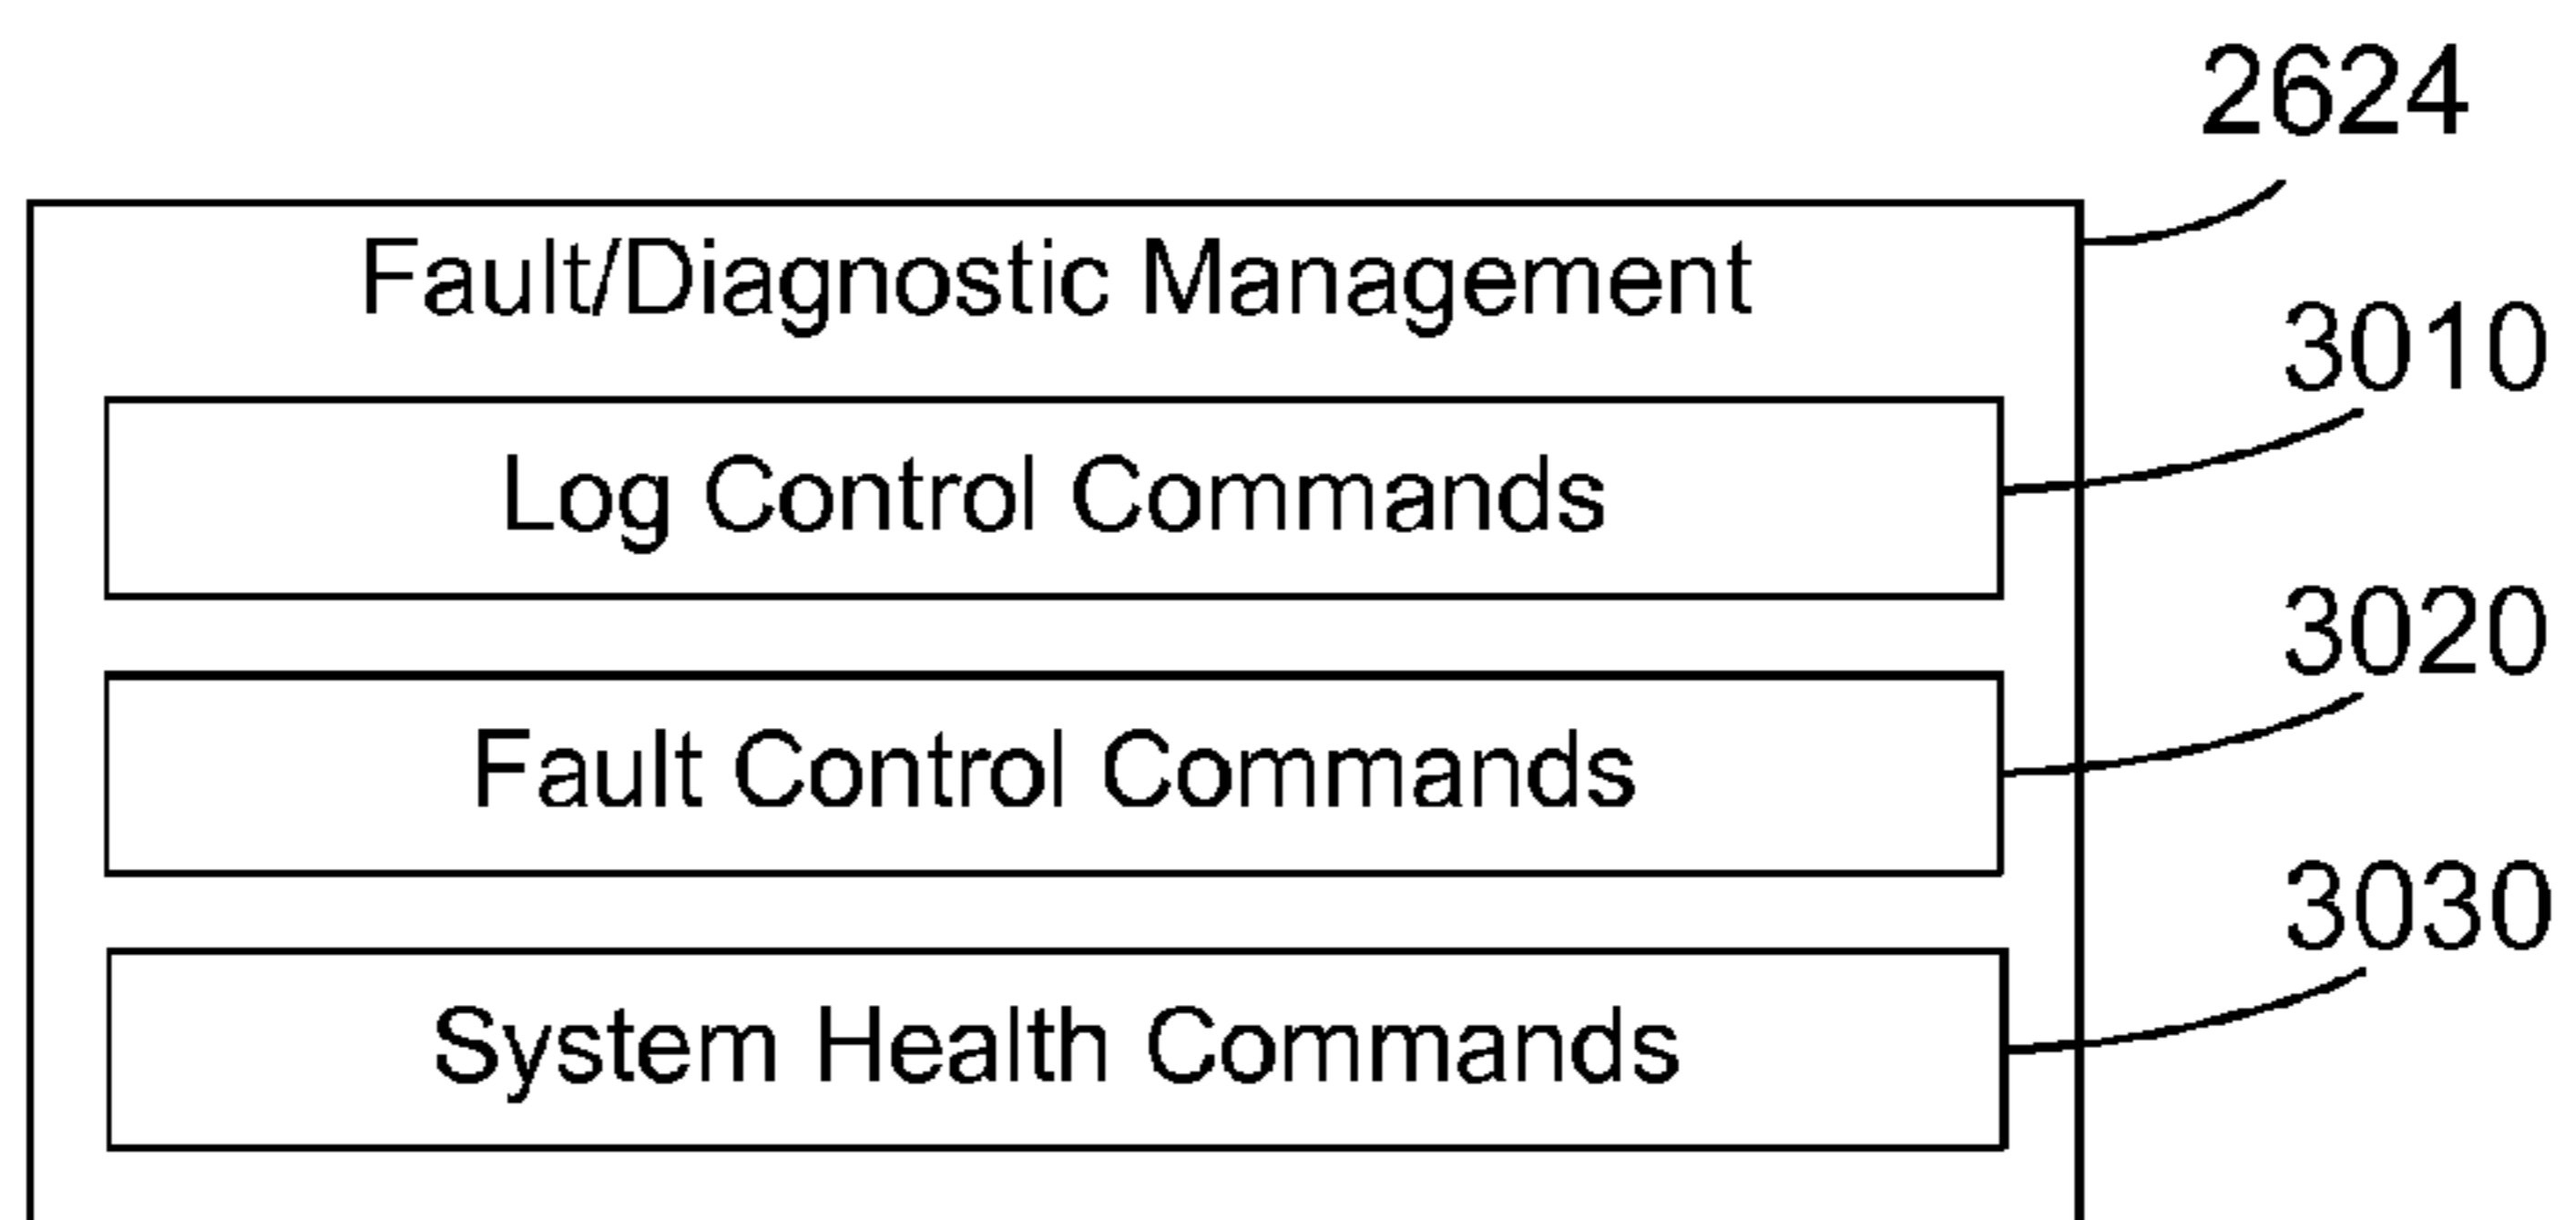 2624
Fault/Diagnostic Management
3010
Log Control Commands
3020
Fault Control Commands
3030
System Health Commands